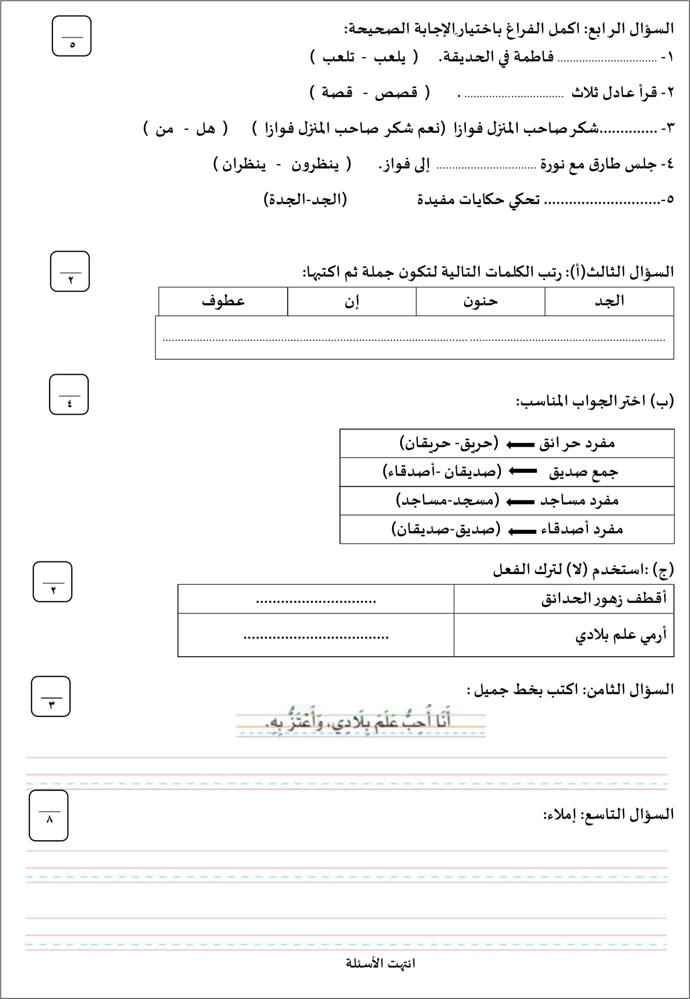 السؤال الرابع: اكمل الفراغ باختيارِالإجابة الصحيحة:
٥
١- ................................ فاطمة في الحديقة. ( يلعب - تلعب )
٢- قرأ عادل ثلاث ................................ . ( قصص - قصة )
٣- ..............شكر صاحب المنزل فوازا (نعم شكر صاحب المنزل فوازا ) ( هل - من )
٤- جلس طارق مع نورة ................................ إلى فواز. ( ينظرون - ينظران )
٥-............................ تحكي حكايات مفيدة (الجد-الجدة)
السؤال الثالث(أ): رتب الكلمات التالية لتكون جملة ثم اكتبها:
٢
الجد حنون إن عطوف
................................................................ ....................................................................................................
(ب) اختر الجواب المناسب:
٤
مفرد حرائق (حريق- حريقان)
جمع صديق (صديقان -أصدقاء)
مفرد مساجد (مسجد-مساجد)
مفرد أصدقاء (صديق-صديقان)
(ج) :استخدم (لا) لترك الفعل
٢
أقطف زهور الحدائق .............................
أرمي علم بلادي ...................................
السؤال الثامن: اكتب بخط جميل :
٣
أَنَا أُحِبُّ عَلَمَ بِلَادِي، وَأَعْتَزُّ بِهِ.
السؤال التاسع: إملاء:
٨
انتهت الأسئلة